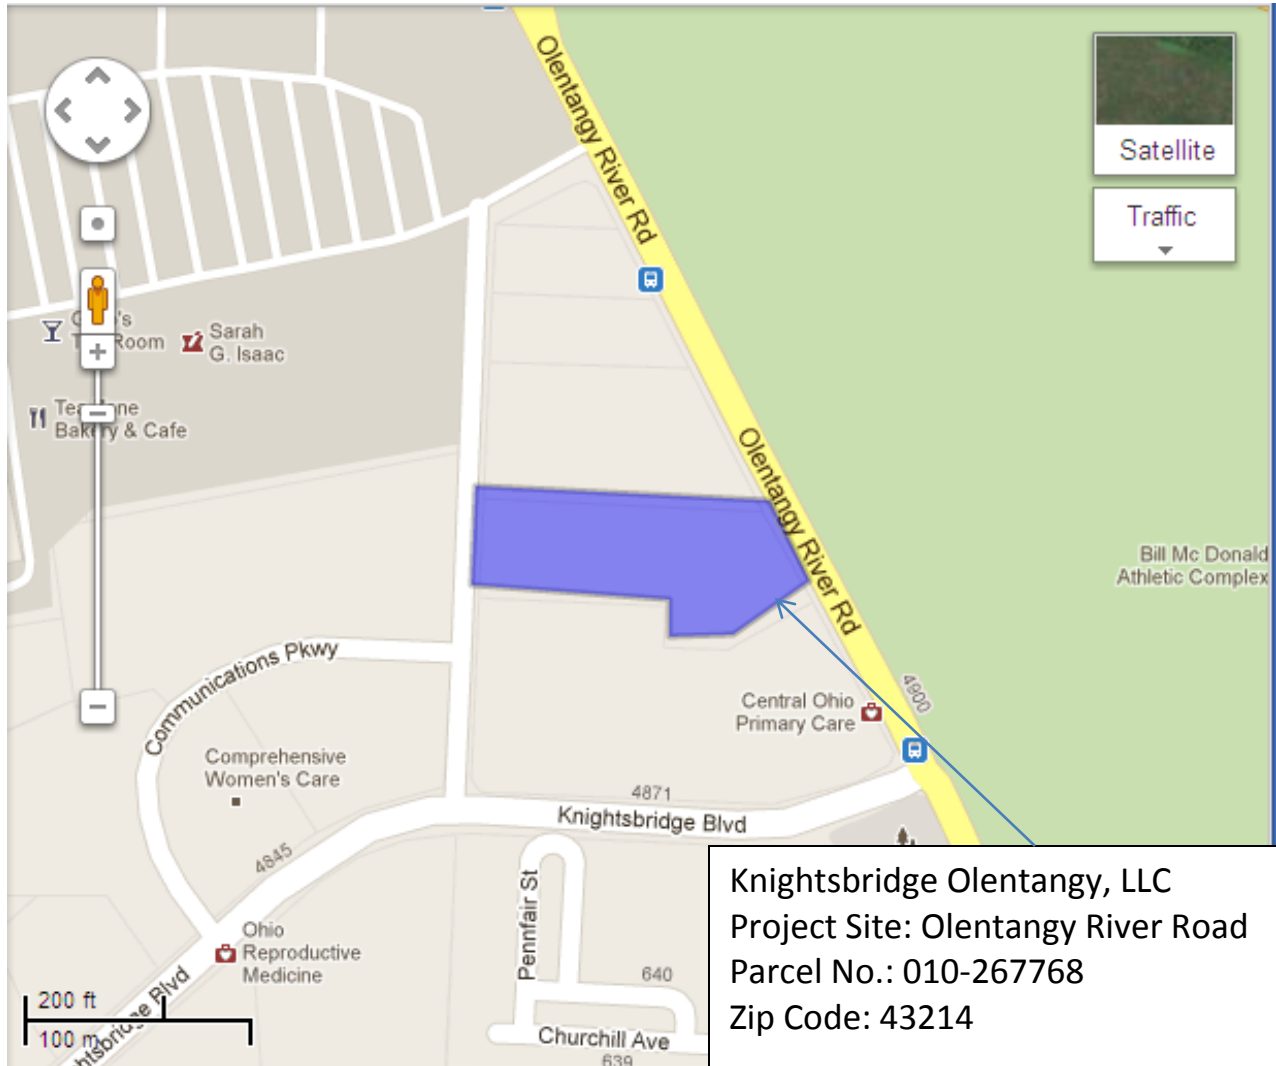 Olentangy River Rd
Satellite
Traffic
Room
Sarah
G. Isaac
Bakery & Cafe
Olentangy River Rd
Bill Mc Donald
Athletic Complex
Communications Pkwy
Central Ohio
Primary Care
4900
Comprehensive
Women's Care
4871
Knightsbridge Blvd
4845
Pennfair St
Ohio
Reproductive
Medicine
640
Churchill Ave
639
200 ft
100 m
Blvd
Knightsbridge Olentangy, LLC
Project Site: Olentangy River Road
Parcel No.: 010-267768
Zip Code: 43214